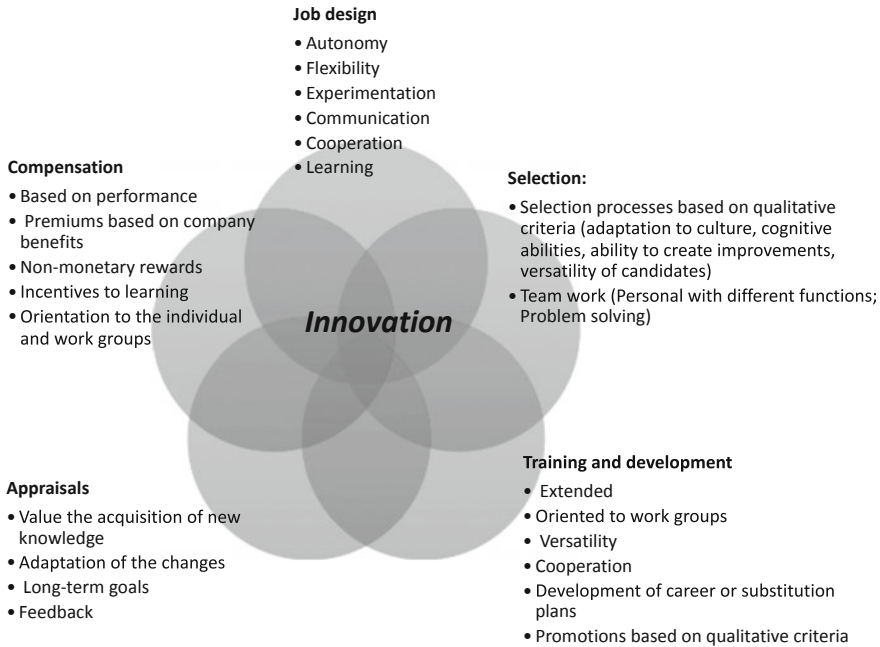 Job design
• Autonomy
• Flexibility
• Experimentation
• Communication
• Cooperation
• Learning
Compensation
• Based on performance
• Premiums based on company
benefits
• Non-monetary rewards
• Incentives to learning
• Orientation to the individual
and work groups
Selection:
• Selection processes based on qualitative
criteria (adaptation to culture, cognitive
abilities, ability to create improvements,
versatility of candidates)
• Team work (Personal with different functions;
Problem solving)
Innovation
Appraisals
• Value the acquisition of new
knowledge
• Adaptation of the changes
• Long-term goals
• Feedback
Training and development
• Extended
• Oriented to work groups
• Versatility
• Cooperation
• Development of career or substitution
plans
• Promotions based on qualitative criteria